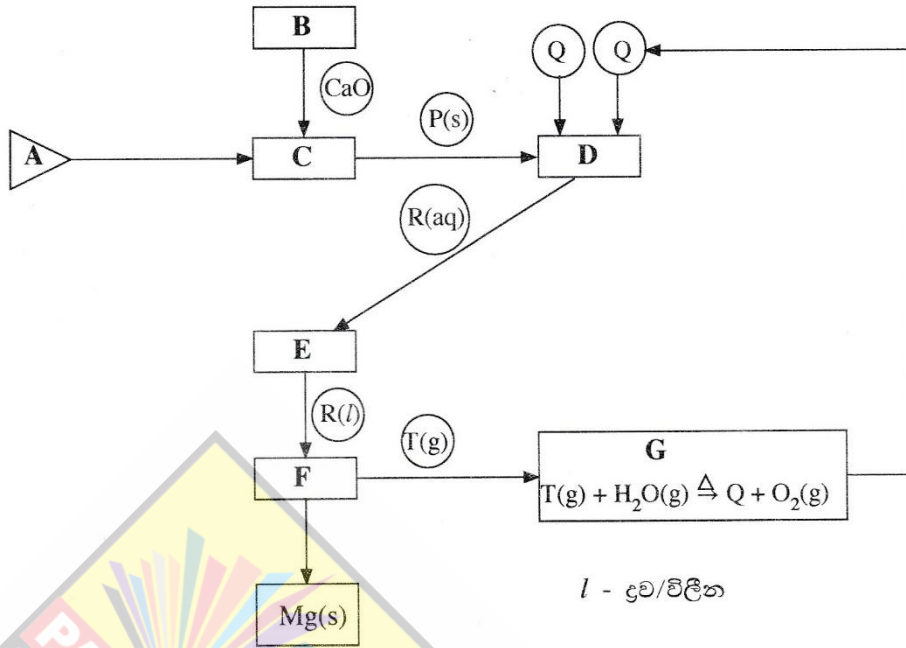 B
Q Q
CaO
P(s)
A
C
D
R(aq)
E
R(l)
T(g)
F
G
T(g) + H₂O(g) ≜→ Q + O₂(g)
Mg(s)
l - ද්‍රව/විලීන